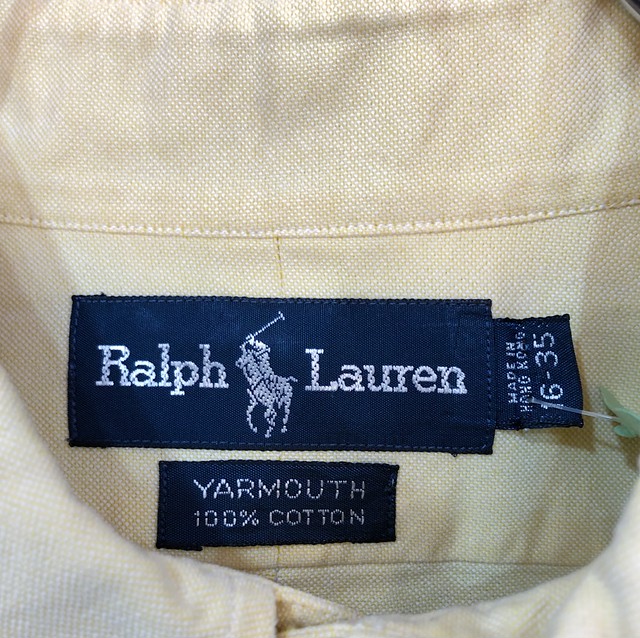 Ralph Lauren
MADE IN
HONG KONG
16-35
YARMOUTH
100% COTTON